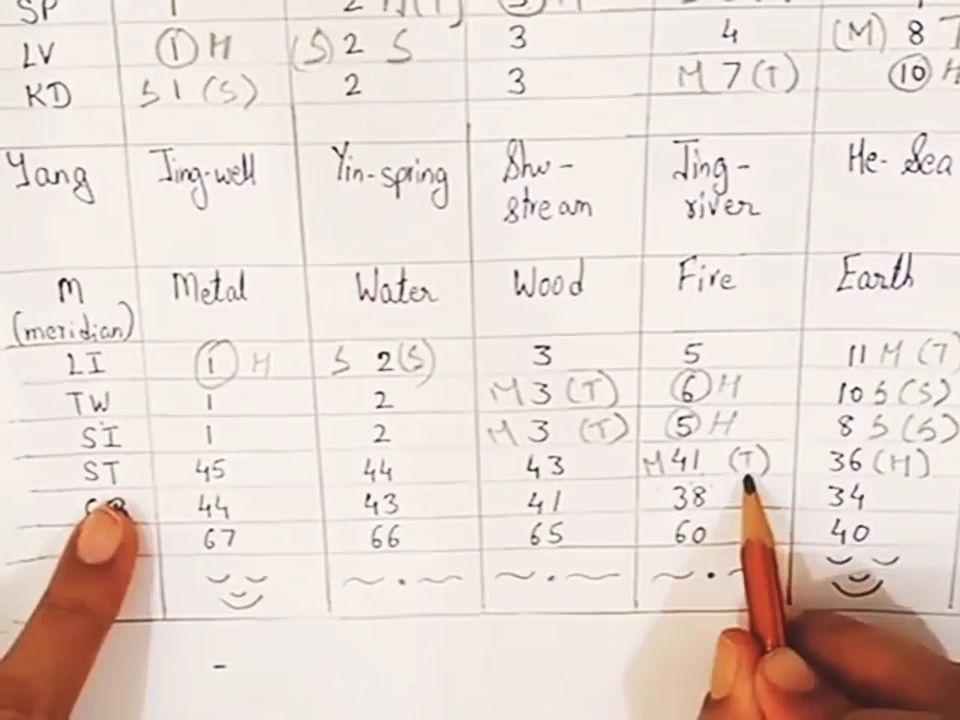 SP 1 2
LV 1 H (S) 2 S 3 4 (M) 8 T
KD S 1 (S) 2 3 M 7 (T) 10 H
Yang Jing-well Yin-spring Shu-stream Jing-river He-Sea
M (meridian) Metal Water Wood Fire Earth
LI 1 H S 2 (S) 3 5 11 M (T)
TW 1 2 M 3 (T) 6 H 10 S (S)
SI 1 2 M 3 (T) 5 H 8 S (S)
ST 45 44 43 M 41 (T) 36 (H)
44 43 41 38 34
67 66 65 60 40